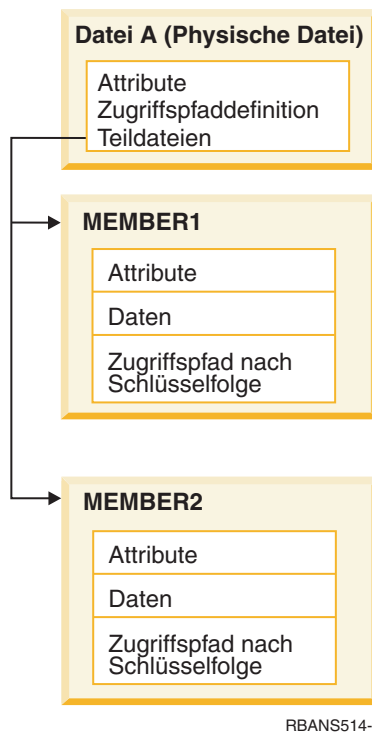 Datei A (Physische Datei)
Attribute
Zugriffspfaddefinition
Teildateien
MEMBER1
Attribute
Daten
Zugriffspfad nach
Schlüsselfolge
MEMBER2
Attribute
Daten
Zugriffspfad nach
Schlüsselfolge
RBANS514-